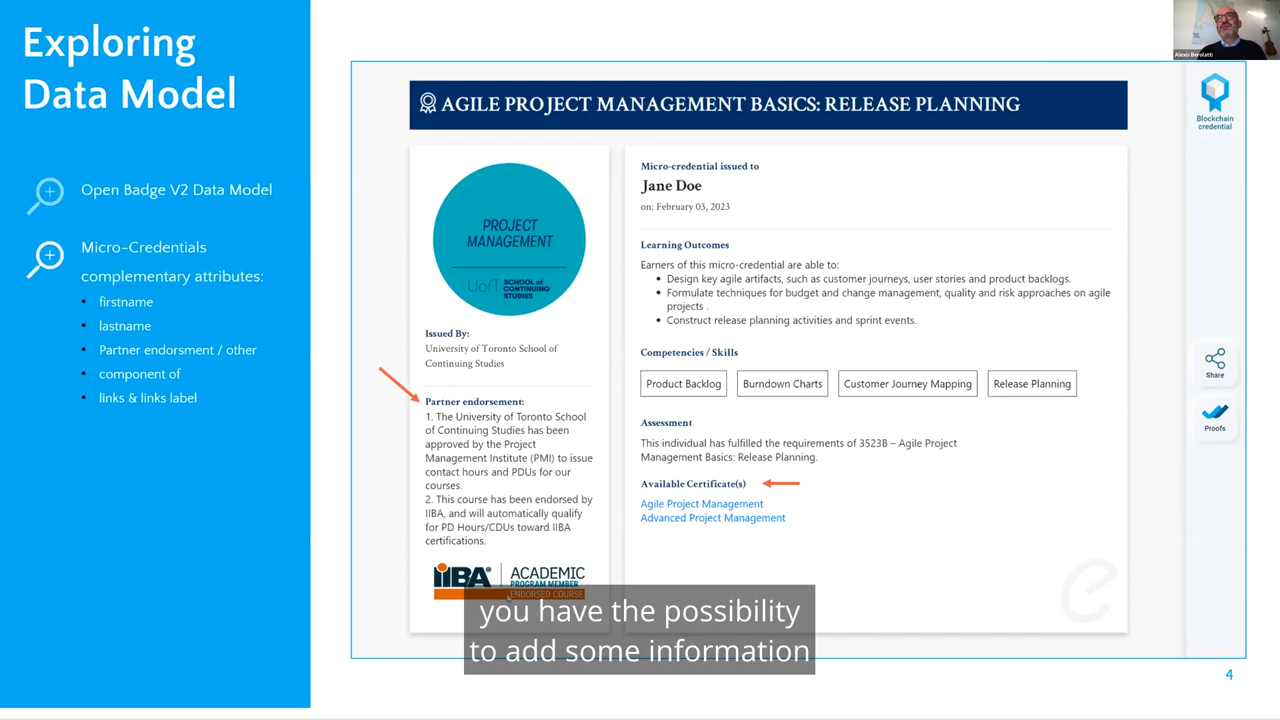 Exploring
Data Model
Open Badge V2 Data Model
Micro-Credentials
complementary attributes:
• firstname
• lastname
• Partner endorsment / other
• component of
• links & links label
AGILE PROJECT MANAGEMENT BASICS: RELEASE PLANNING
PROJECT
MANAGEMENT
UofT SCHOOL of
CONTINUING
STUDIES
Issued By:
University of Toronto School of
Continuing Studies
Partner endorsement:
1. The University of Toronto School
of Continuing Studies has been
approved by the Project
Management Institute (PMI) to issue
contact hours and PDUs for our
courses.
2. This course has been endorsed by
IIBA, and will automatically qualify
for PD Hours/CDUs toward IIBA
certifications.
IIBA® ACADEMIC
PROGRAM MEMBER
ENDORSED COURSE
Micro-credential issued to
Jane Doe
on: February 03, 2023
Learning Outcomes
Earners of this micro-credential are able to:
• Design key agile artifacts, such as customer journeys, user stories and product backlogs.
• Formulate techniques for budget and change management, quality and risk approaches on agile
projects .
• Construct release planning activities and sprint events.
Competencies / Skills
Product Backlog Burndown Charts Customer Journey Mapping Release Planning
Assessment
This individual has fulfilled the requirements of 3523B – Agile Project
Management Basics: Release Planning.
Available Certificate(s)
Agile Project Management
Advanced Project Management
Alexis Berolatti
Blockchain
credential
Share
Proofs
you have the possibility
to add some information
4